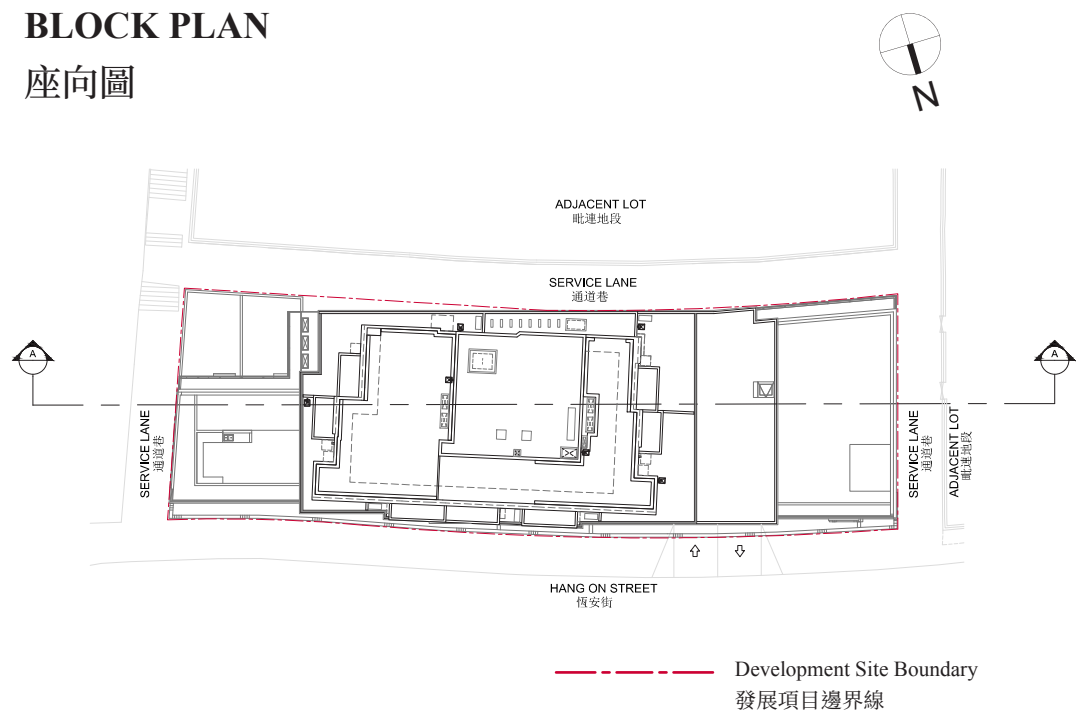 BLOCK PLAN
座向圖
N
ADJACENT LOT
毗連地段
SERVICE LANE
通道巷
A
A
SERVICE LANE
通道巷
SERVICE LANE
通道巷
ADJACENT LOT
毗連地段
HANG ON STREET
恆安街
Development Site Boundary
發展項目邊界線